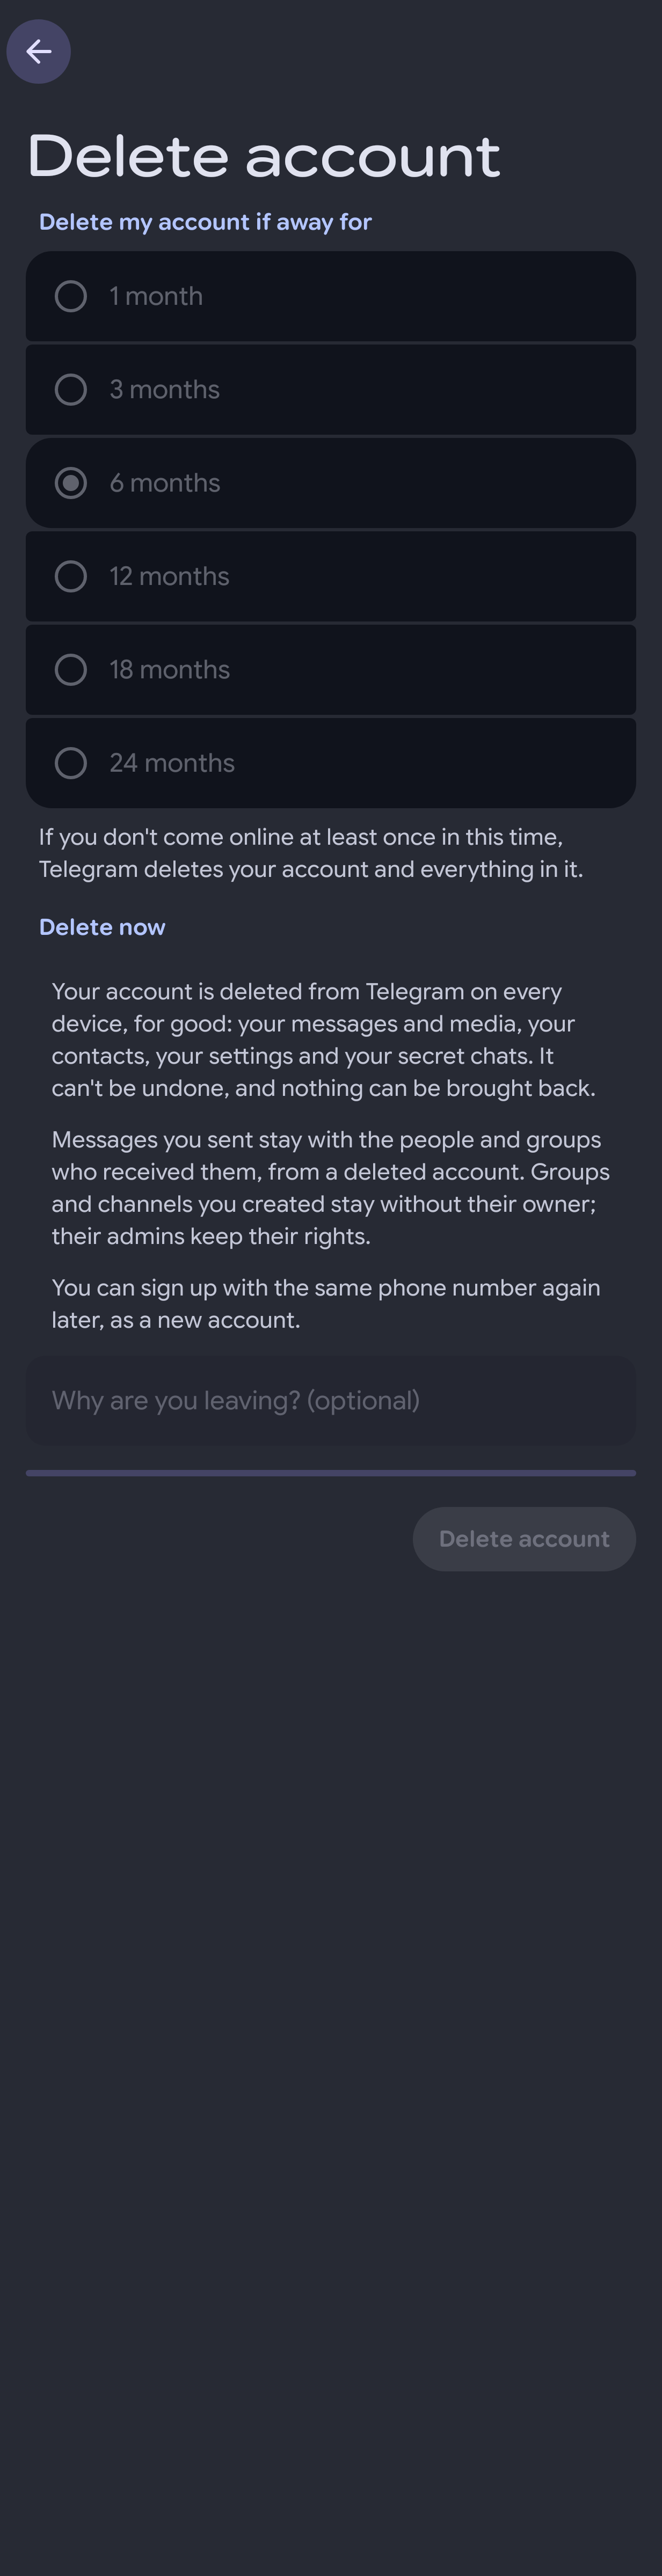 Delete account
Delete my account if away for
1 month
3 months
6 months
12 months
18 months
24 months
If you don't come online at least once in this time,
Telegram deletes your account and everything in it.
Delete now
Your account is deleted from Telegram on every
device, for good: your messages and media, your
contacts, your settings and your secret chats. It
can't be undone, and nothing can be brought back.
Messages you sent stay with the people and groups
who received them, from a deleted account. Groups
and channels you created stay without their owner;
their admins keep their rights.
You can sign up with the same phone number again
later, as a new account.
Why are you leaving? (optional)
Delete account